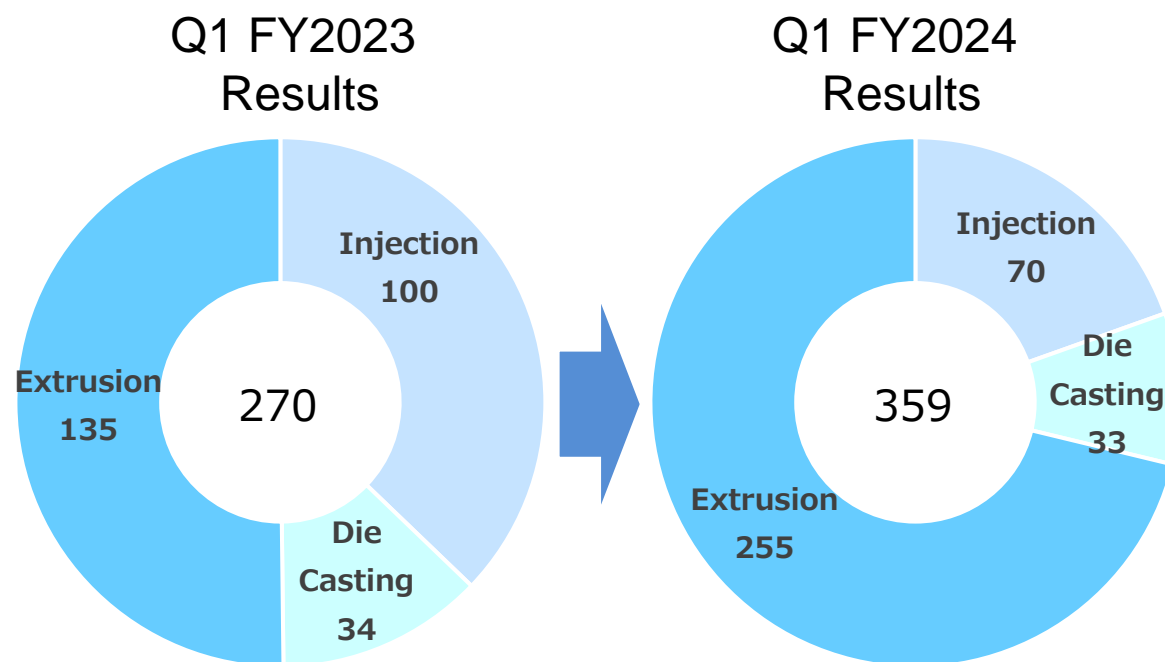 Q1 FY2023
Results
Injection
100
Extrusion
135
270
Die
Casting
34
Q1 FY2024
Results
Injection
70
Die
Casting
33
359
Extrusion
255